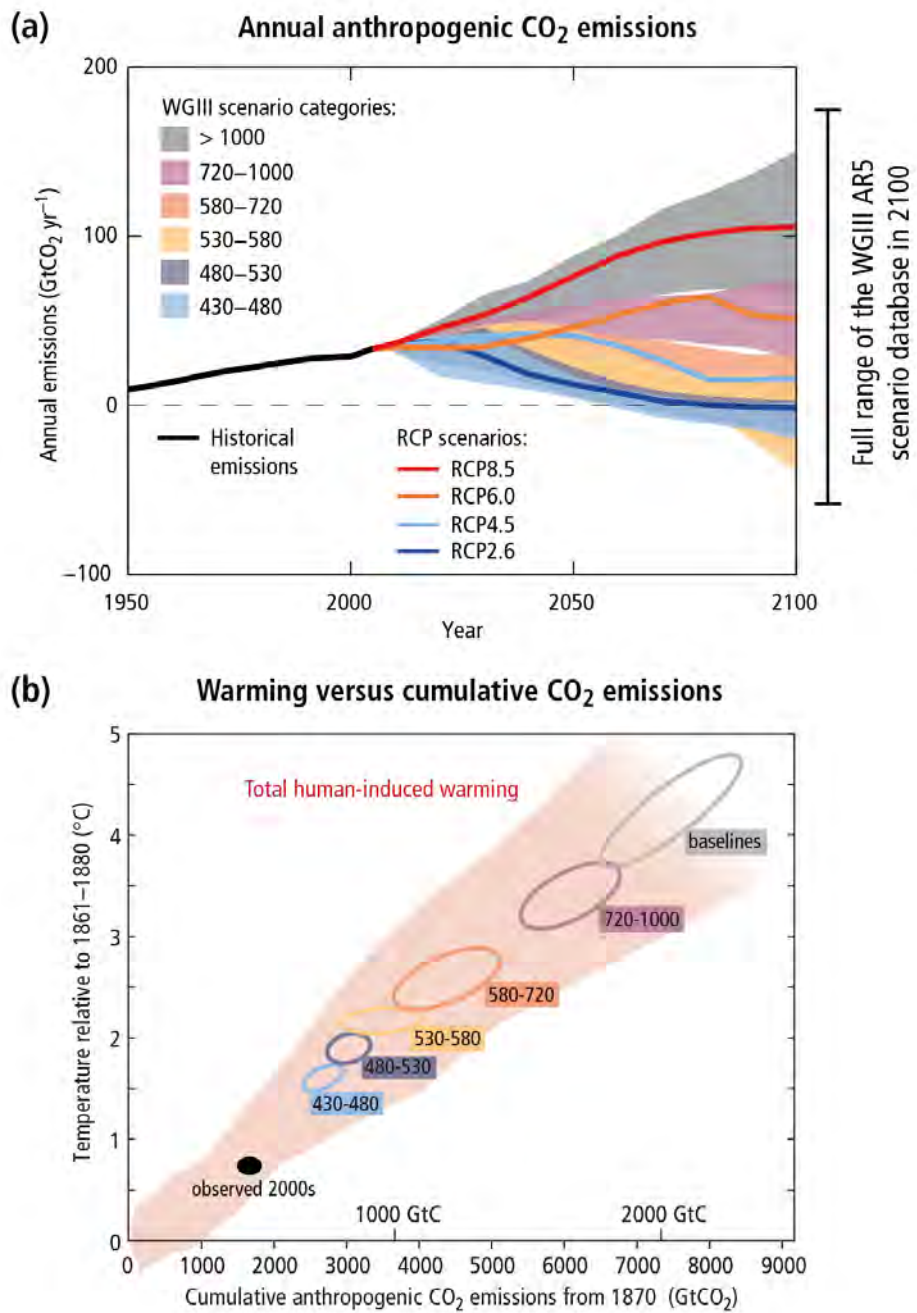 (a)
Annual anthropogenic CO₂ emissions
200
100
0
−100
Annual emissions (GtCO₂ yr⁻¹)
WGIII scenario categories:
> 1000
720–1000
580–720
530–580
480–530
430–480
Historical
emissions
RCP scenarios:
RCP8.5
RCP6.0
RCP4.5
RCP2.6
1950
2000
2050
2100
Year
Full range of the WGIII AR5
scenario database in 2100
(b)
Warming versus cumulative CO₂ emissions
5
4
3
2
1
0
Temperature relative to 1861–1880 (°C)
Total human-induced warming
baselines
720-1000
580-720
530-580
480-530
430-480
observed 2000s
1000 GtC
2000 GtC
0
1000
2000
3000
4000
5000
6000
7000
8000
9000
Cumulative anthropogenic CO₂ emissions from 1870 (GtCO₂)